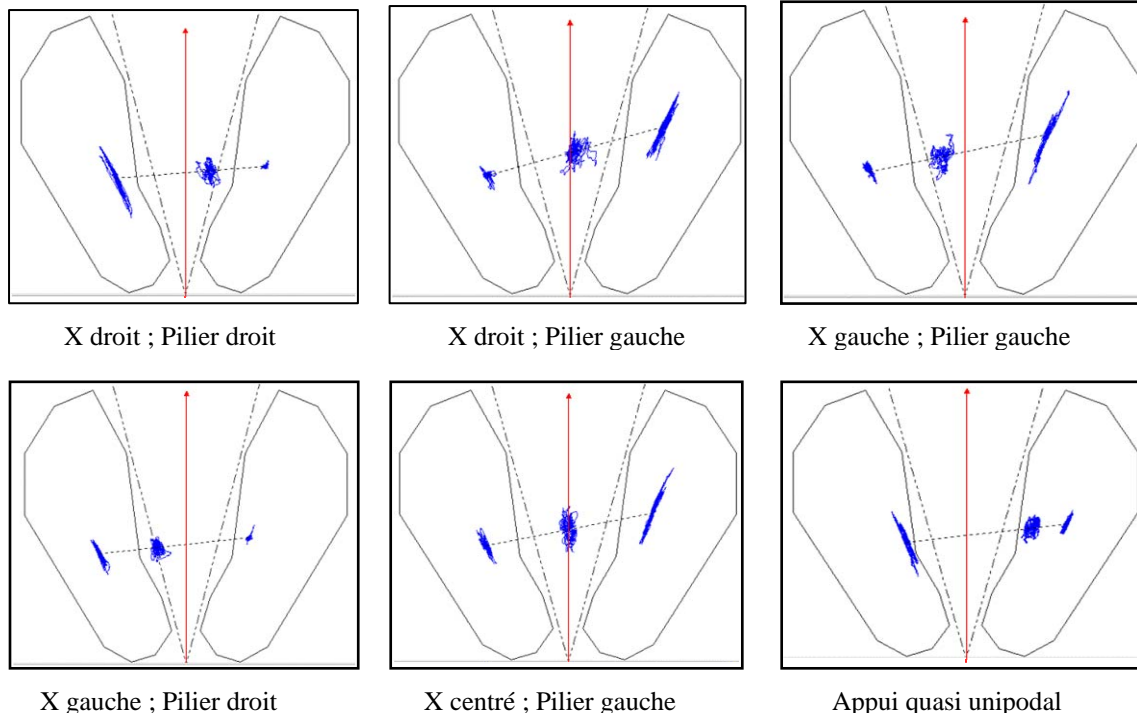 X droit ; Pilier droit
X droit ; Pilier gauche
X gauche ; Pilier gauche
X gauche ; Pilier droit
X centré ; Pilier gauche
Appui quasi unipodal